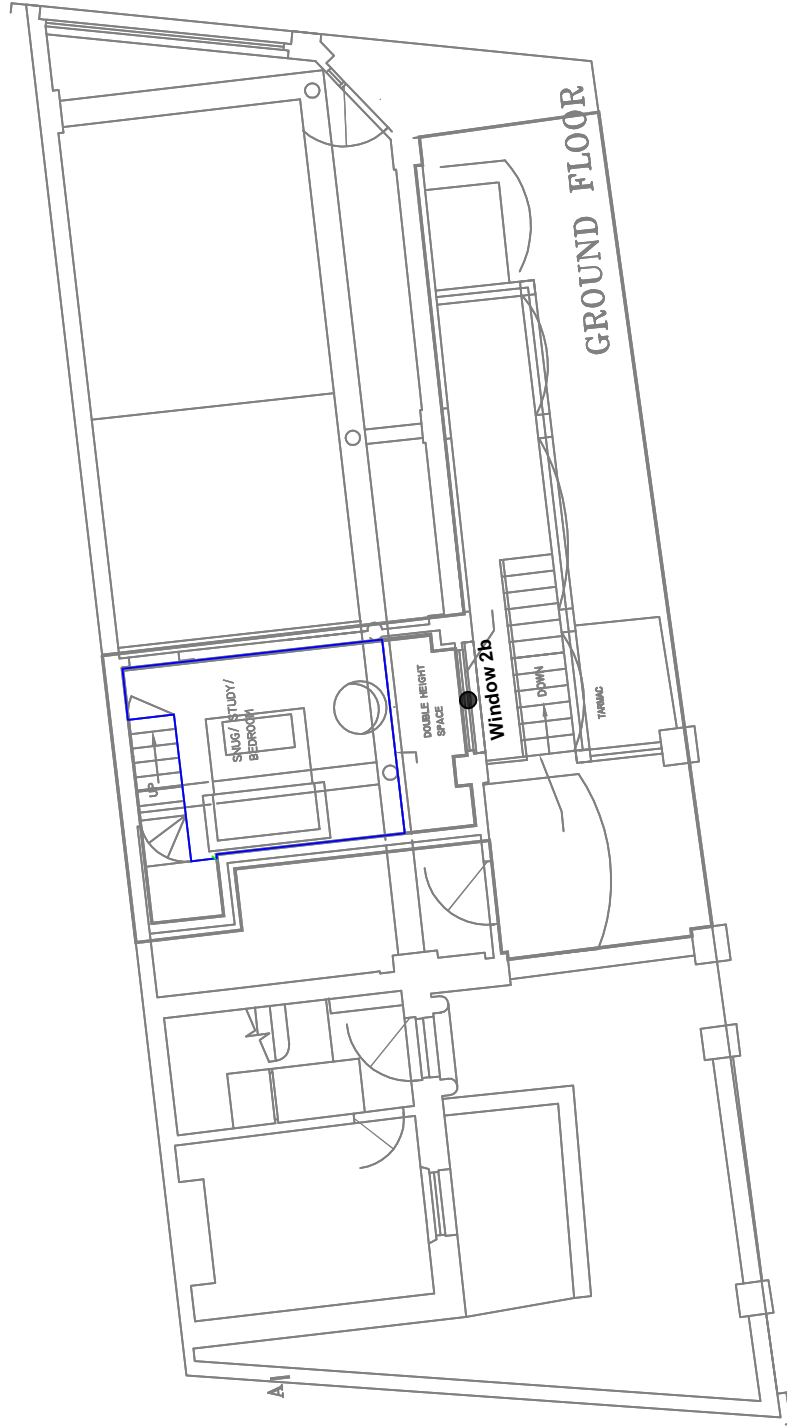 GROUND FLOOR
SNUG/ STUDY/
BEDROOM
DOUBLE HEIGHT
SPACE
Window 2b
UP
DOWN
TARMAC
A1